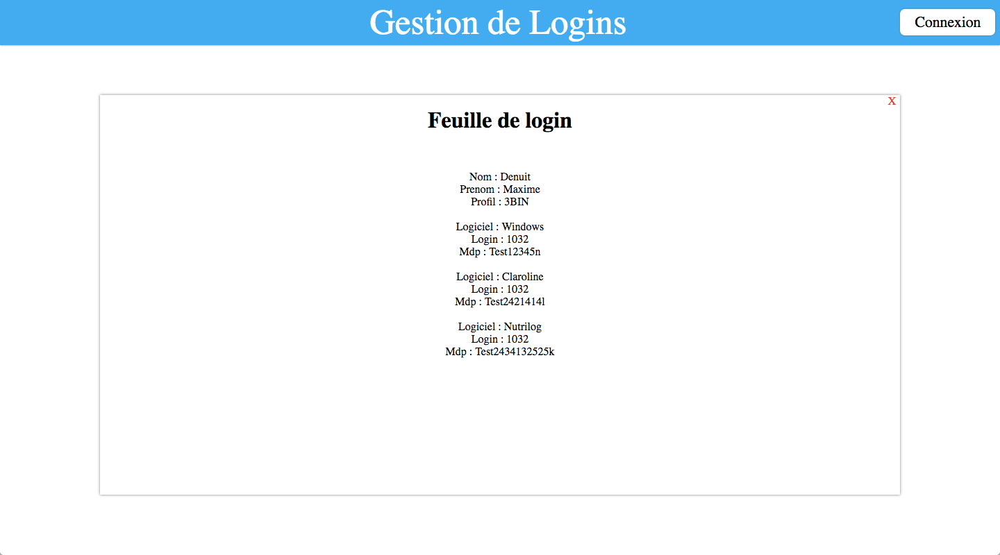 Gestion de Logins
Connexion
X
Feuille de login
Nom : Denuit
Prenom : Maxime
Profil : 3BIN
Logiciel : Windows
Login : 1032
Mdp : Test12345n
Logiciel : Claroline
Login : 1032
Mdp : Test2421414l
Logiciel : Nutrilog
Login : 1032
Mdp : Test2434132525k